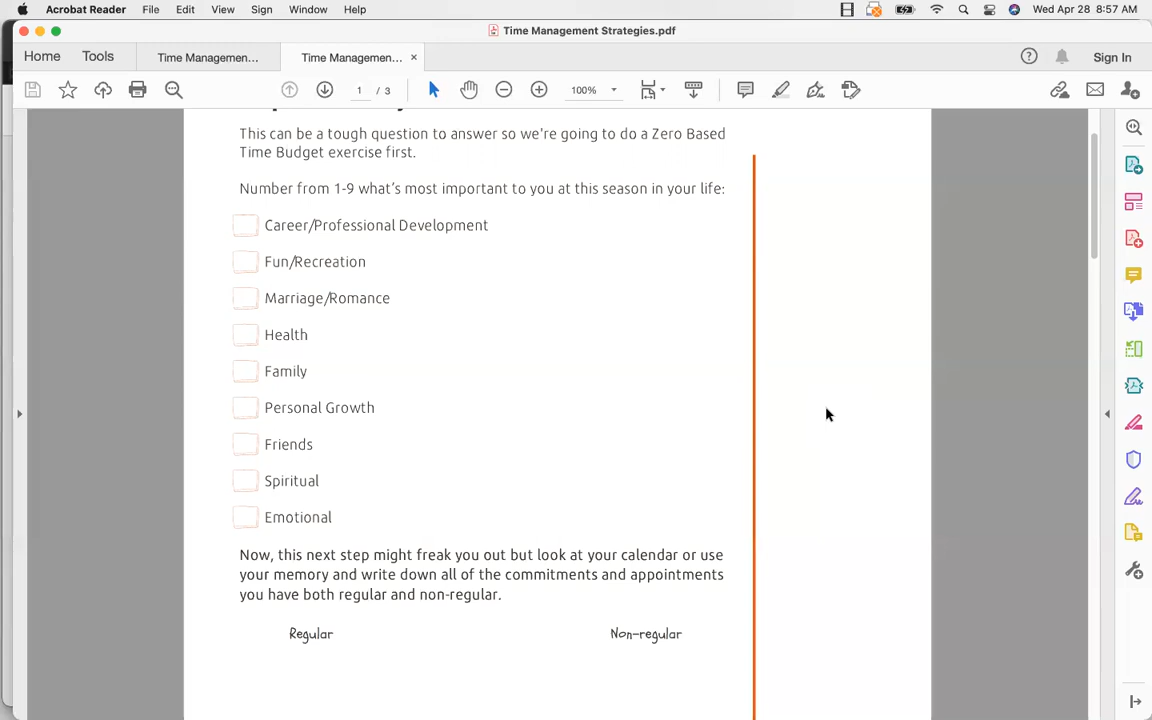 Acrobat Reader File Edit View Sign Window Help Wed Apr 28 8:57 AM
Time Management Strategies.pdf
Home Tools Time Managemen... Time Managemen... × Sign In
1 / 3 100%
This can be a tough question to answer so we're going to do a Zero Based
Time Budget exercise first.
Number from 1-9 what's most important to you at this season in your life:
Career/Professional Development
Fun/Recreation
Marriage/Romance
Health
Family
Personal Growth
Friends
Spiritual
Emotional
Now, this next step might freak you out but look at your calendar or use
your memory and write down all of the commitments and appointments
you have both regular and non-regular.
Regular Non-regular